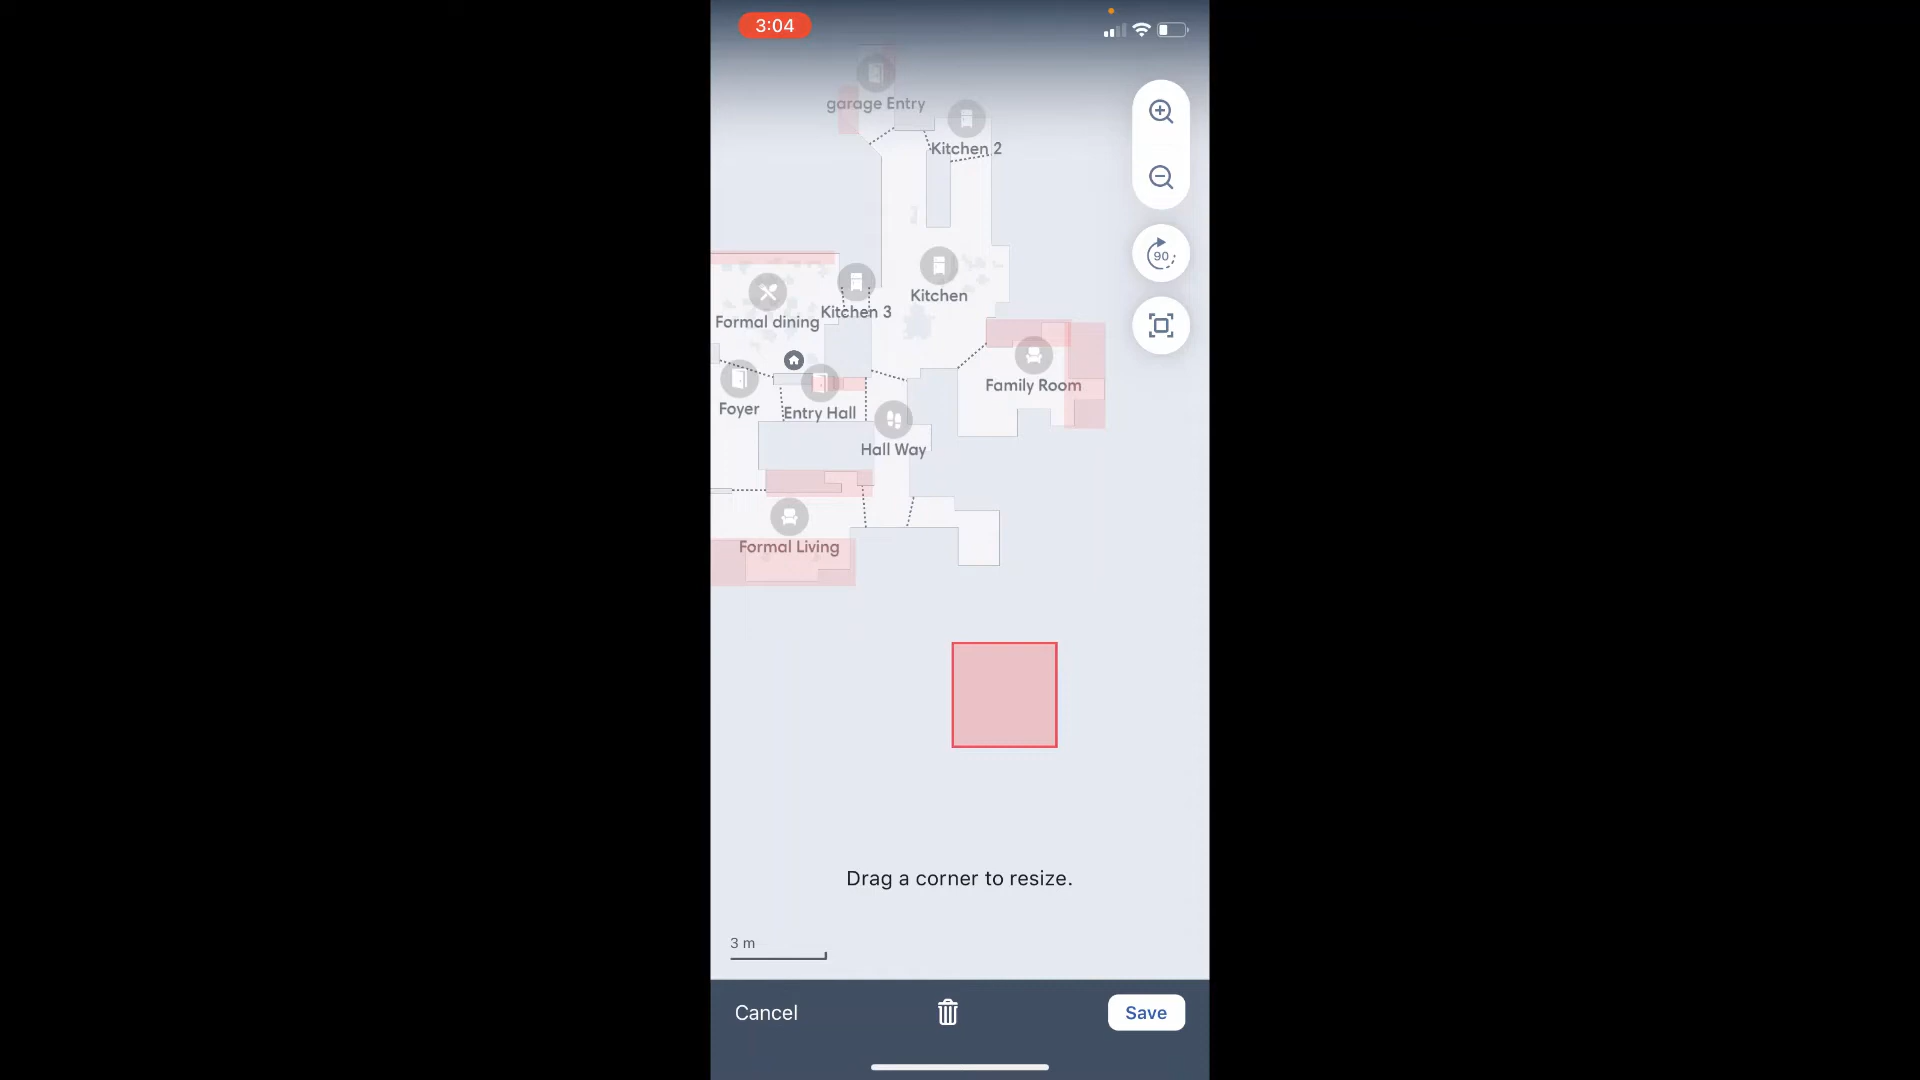 3:04
garage Entry
Kitchen 2
90
Kitchen
Kitchen 3
Formal dining
Family Room
Foyer
Entry Hall
Hall Way
Formal Living
Drag a corner to resize.
3 m
Cancel
Save